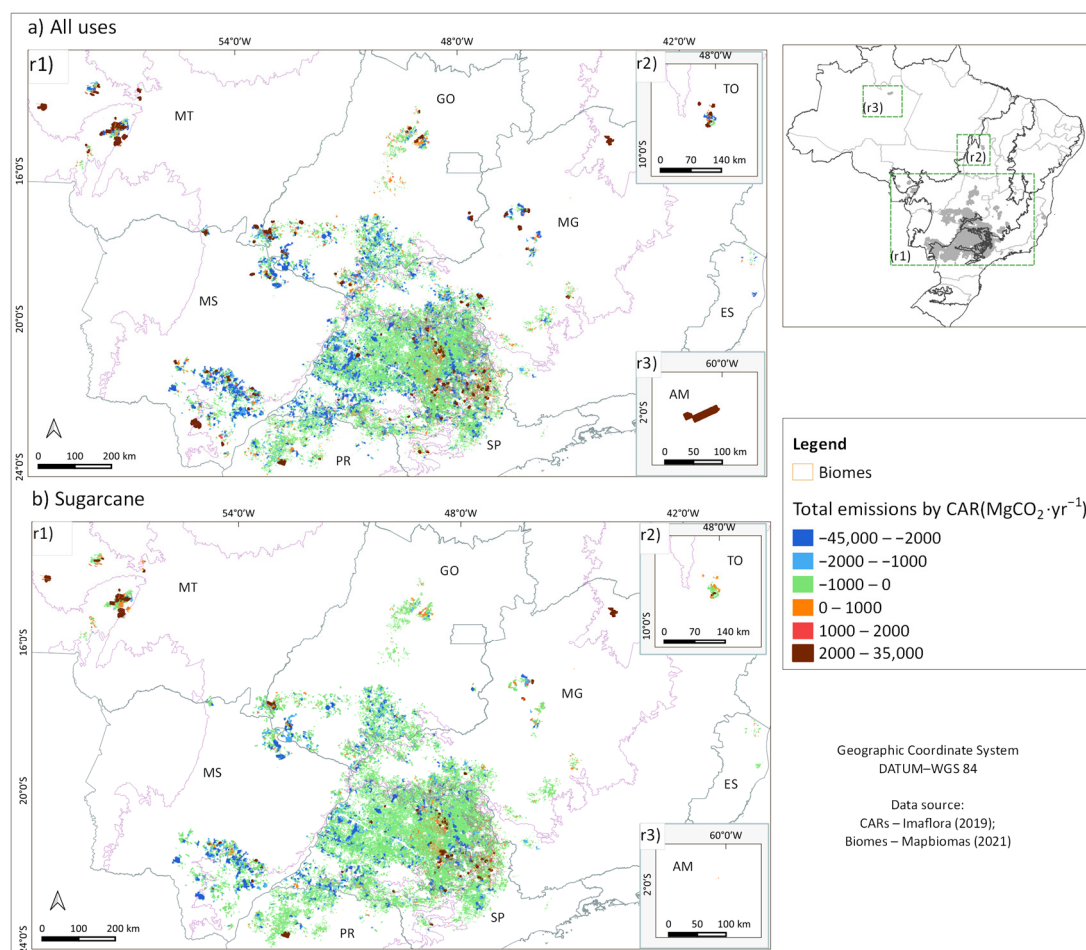 a) All uses
54°0'W
48°0'W
42°0'W
r1)
MT
GO
MG
MS
ES
SP
PR
16°0'S
20°0'S
24°0'S
0 100 200 km
r2)
48°0'W
TO
10°0'S
0 70 140 km
r3)
60°0'W
AM
2°0'S
0 50 100 km
b) Sugarcane
54°0'W
48°0'W
42°0'W
r1)
MT
GO
MG
MS
ES
SP
PR
16°0'S
20°0'S
24°0'S
0 100 200 km
r2)
48°0'W
TO
10°0'S
0 70 140 km
r3)
60°0'W
AM
2°0'S
0 50 100 km
(r3)
(r2)
(r1)
Legend
Biomes
Total emissions by CAR(MgCO₂·yr⁻¹)
−45,000 – −2000
−2000 – −1000
−1000 – 0
0 – 1000
1000 – 2000
2000 – 35,000
Geographic Coordinate System
DATUM–WGS 84
Data source:
CARs – Imaflora (2019);
Biomes – Mapbiomas (2021)